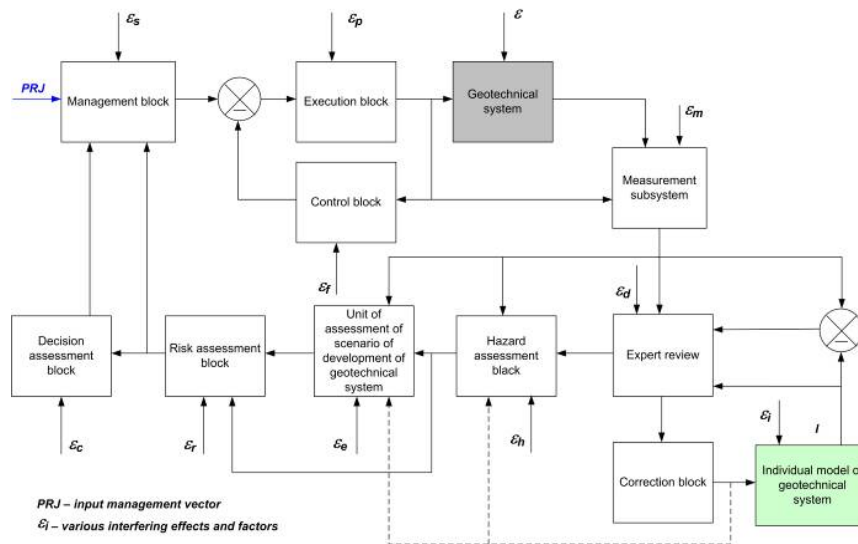 εs
εp
ε
PRJ
Management block
Execution block
Geotechnical
system
εm
Control block
Measurement
subsystem
εf
εd
Decision
assessment
block
Risk assessment
block
Unit of
assessment of
scenario of
development of
geotechnical
system
Hazard
assessment
black
Expert review
εc
εr
εe
εh
εi
I
Correction block
Individual model o
geotechnical
system
PRJ – input management vector
εi – various interfering effects and factors